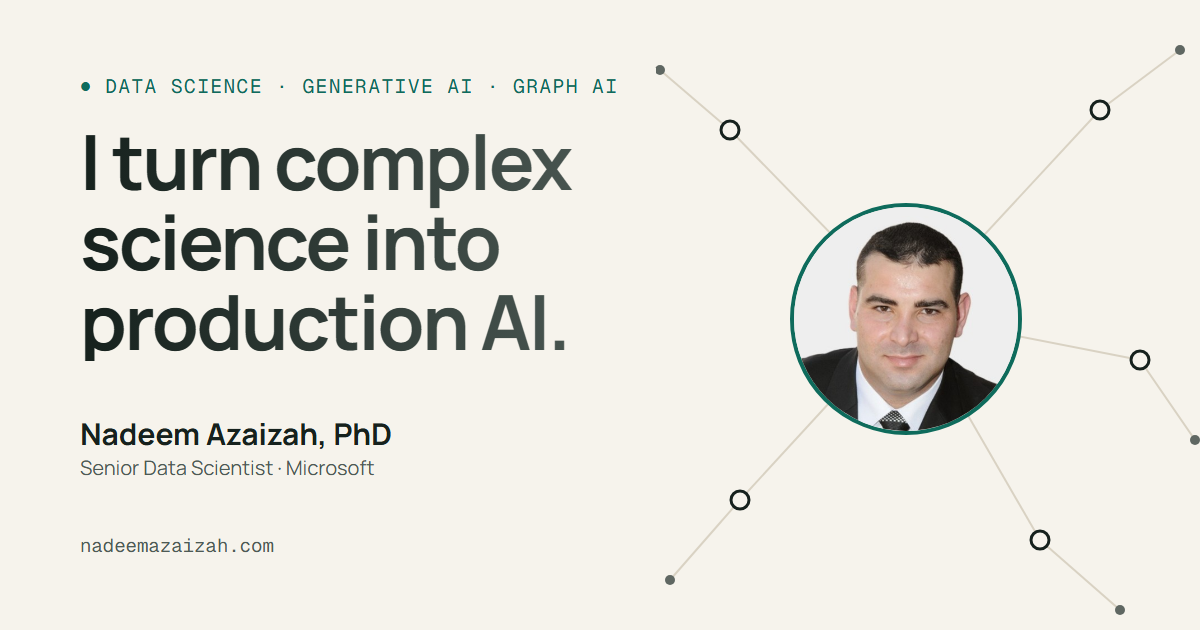 DATA SCIENCE · GENERATIVE AI · GRAPH AI
I turn complex
science into
production AI.
Nadeem Azaizah, PhD
Senior Data Scientist · Microsoft
nadeemazaizah.com